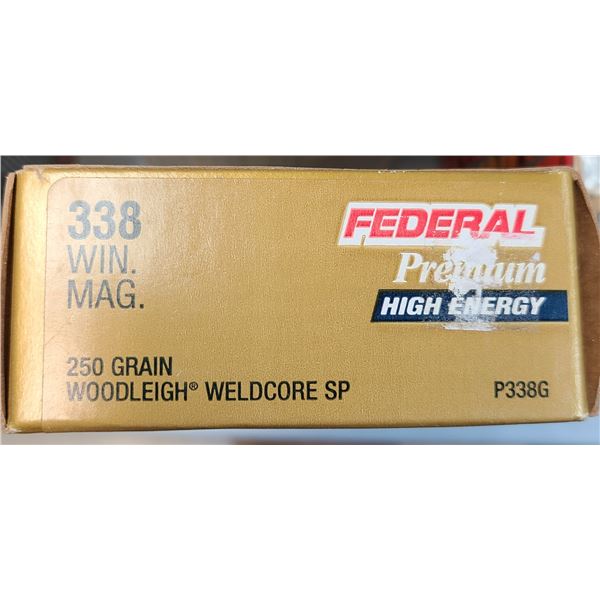 338
WIN.
MAG.
FEDERAL
Premium
HIGH ENERGY
250 GRAIN
WOODLEIGH® WELDCORE SP
P338G